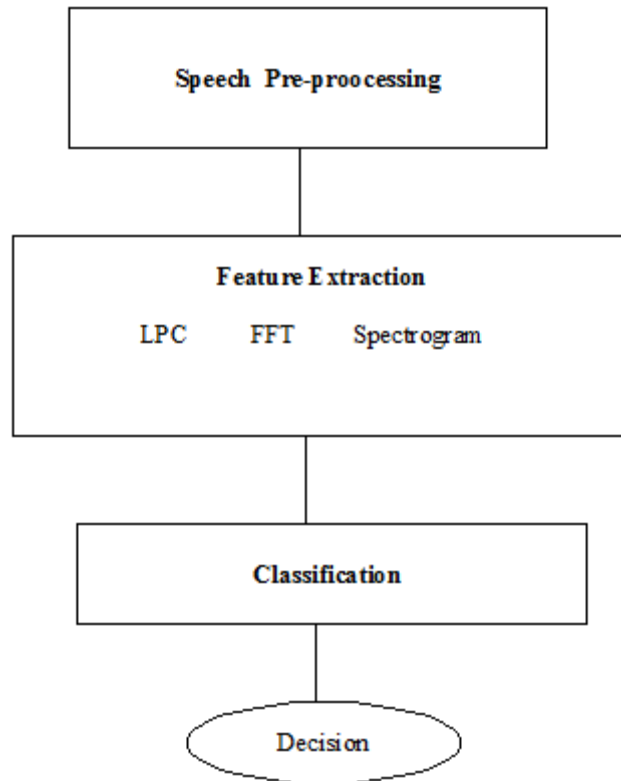 Speech Pre-proocessing
Feature Extraction
LPC FFT Spectrogram
Classification
Decision